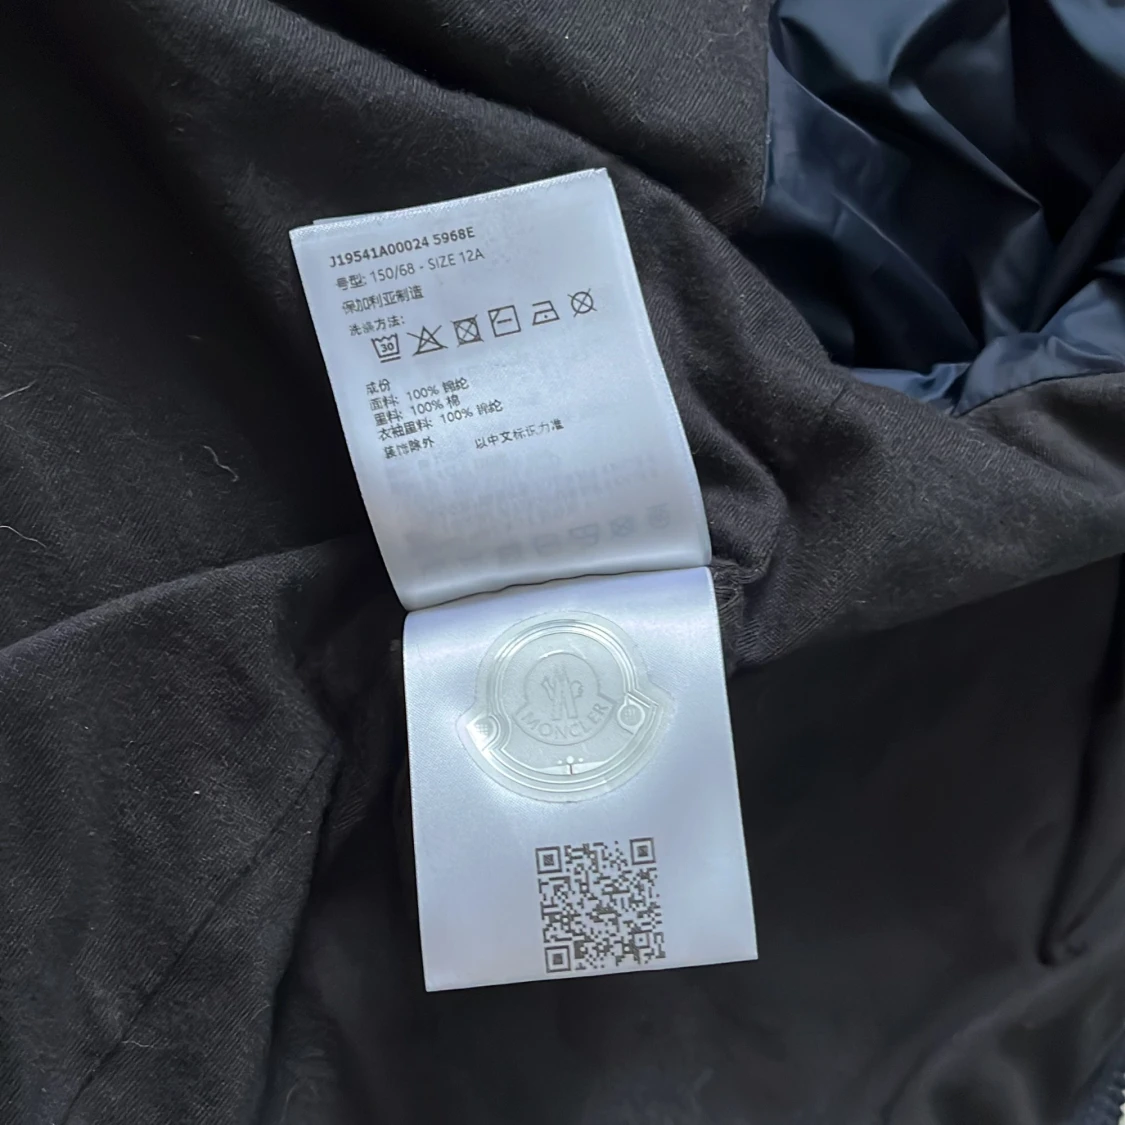 J19541A00024 5968E
号型: 150/68 - SIZE 12A
保加利亚制造
洗涤方法:
30
成份
面料: 100% 锦纶
里料: 100% 棉
衣袖里料: 100% 锦纶
装饰除外 以中文标识为准
MONCLER